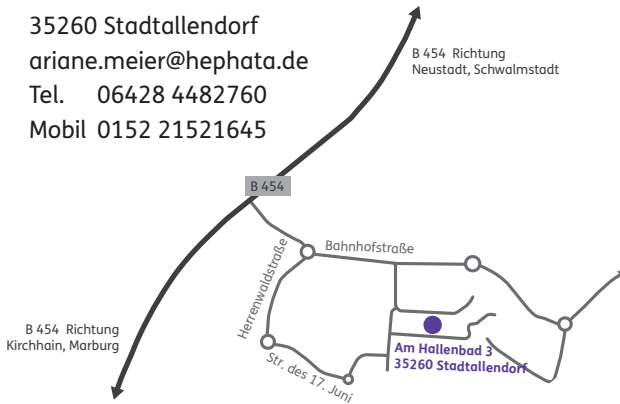 35260 Stadtallendorf
ariane.meier@hephata.de
Tel. 06428 4482760
Mobil 0152 21521645
B 454 Richtung
Neustadt, Schwalmstadt
B 454
Bahnhofstraße
Herrenwaldstraße
B 454 Richtung
Kirchhain, Marburg
Am Hallenbad 3
35260 Stadtallendorf
Str. des 17. Juni